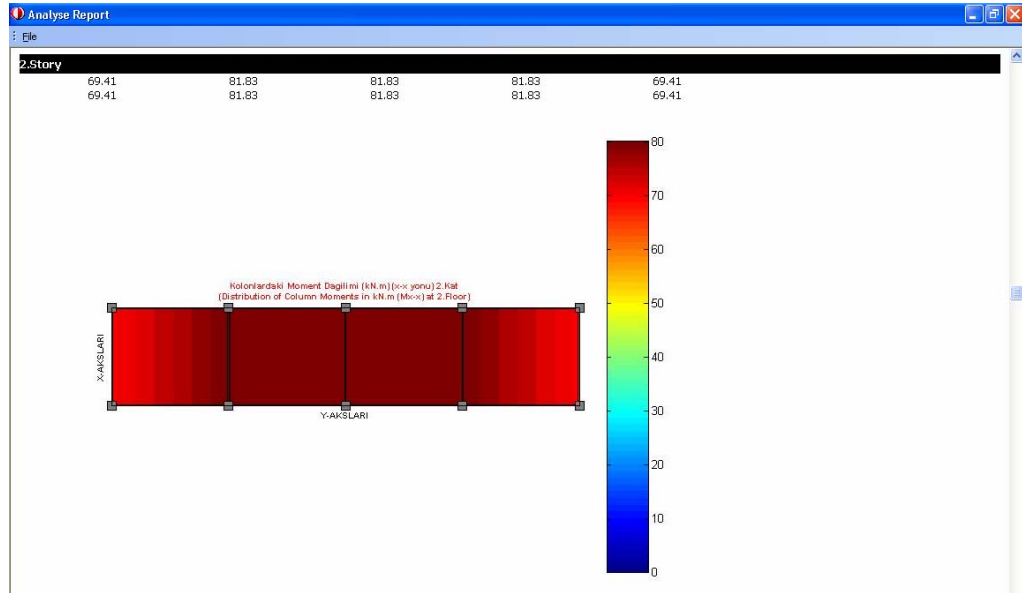 Analyse Report
File
2.Story
69.41 81.83 81.83 81.83 69.41
69.41 81.83 81.83 81.83 69.41
Kolonlardaki Moment Dagilimi (kN.m)(x-x yonu) 2.Kat
(Distribution of Column Moments in kN.m (Mx-x) at 2.Floor)
X-AKSLARI
Y-AKSLARI
80
70
60
50
40
30
20
10
0